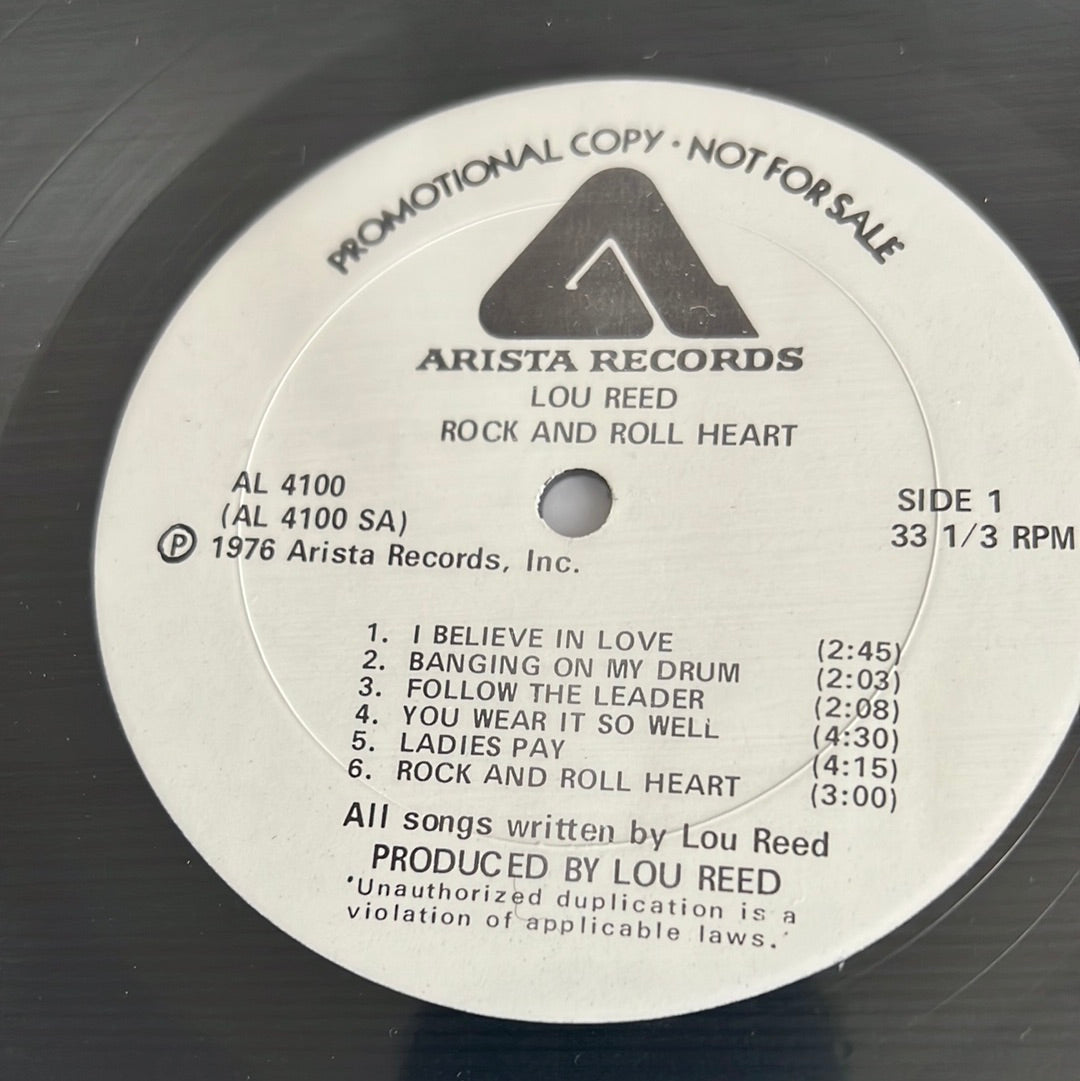 PROMOTIONAL COPY · NOT FOR SALE
ARISTA RECORDS
LOU REED
ROCK AND ROLL HEART
AL 4100
(AL 4100 SA)
Ⓟ 1976 Arista Records, Inc.
SIDE 1
33 1/3 RPM
1. I BELIEVE IN LOVE (2:45)
2. BANGING ON MY DRUM (2:03)
3. FOLLOW THE LEADER (2:08)
4. YOU WEAR IT SO WELL (4:30)
5. LADIES PAY (4:15)
6. ROCK AND ROLL HEART (3:00)
All songs written by Lou Reed
PRODUCED BY LOU REED
'Unauthorized duplication is a
violation of applicable laws.'